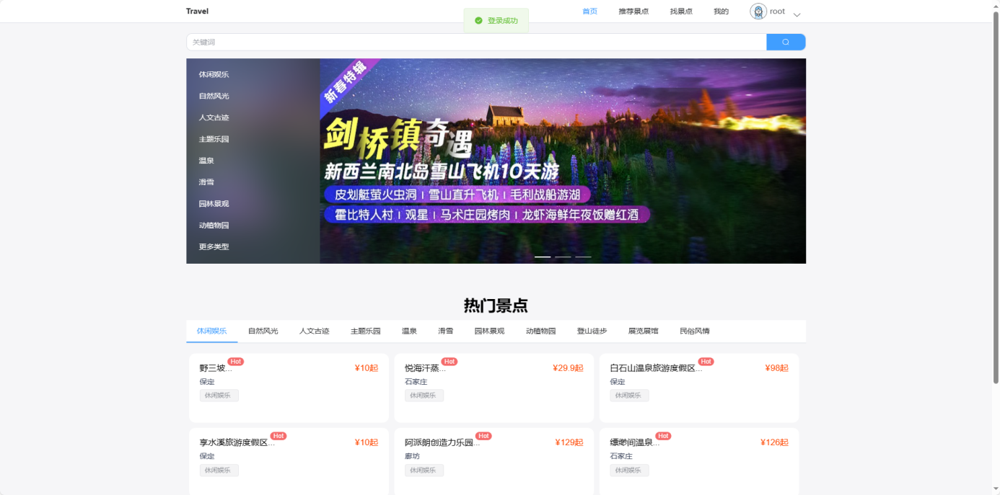 Travel
首页 推荐景点 找景点 我的 root
登录成功
关键词
休闲娱乐
自然风光
人文古迹
主题乐园
温泉
滑雪
园林景观
动植物园
更多类型
新春特辑
剑桥镇奇遇
新西兰南北岛雪山飞机10天游
皮划艇萤火虫洞 | 雪山直升飞机 | 毛利战船游湖
霍比特人村 | 观星 | 马术庄园烤肉 | 龙虾海鲜年夜饭赠红酒
热门景点
休闲娱乐 自然风光 人文古迹 主题乐园 温泉 滑雪 园林景观 动植物园 登山徒步 展览展馆 民俗风情
野三坡... Hot ¥10起
保定
休闲娱乐
悦海汗蒸... Hot ¥29.9起
石家庄
休闲娱乐
白石山温泉旅游度假区... Hot ¥98起
保定
休闲娱乐
享水溪旅游度假区... Hot ¥10起
保定
休闲娱乐
阿派朗创造力乐园... Hot ¥129起
廊坊
休闲娱乐
缥缈间温泉... Hot ¥126起
石家庄
休闲娱乐